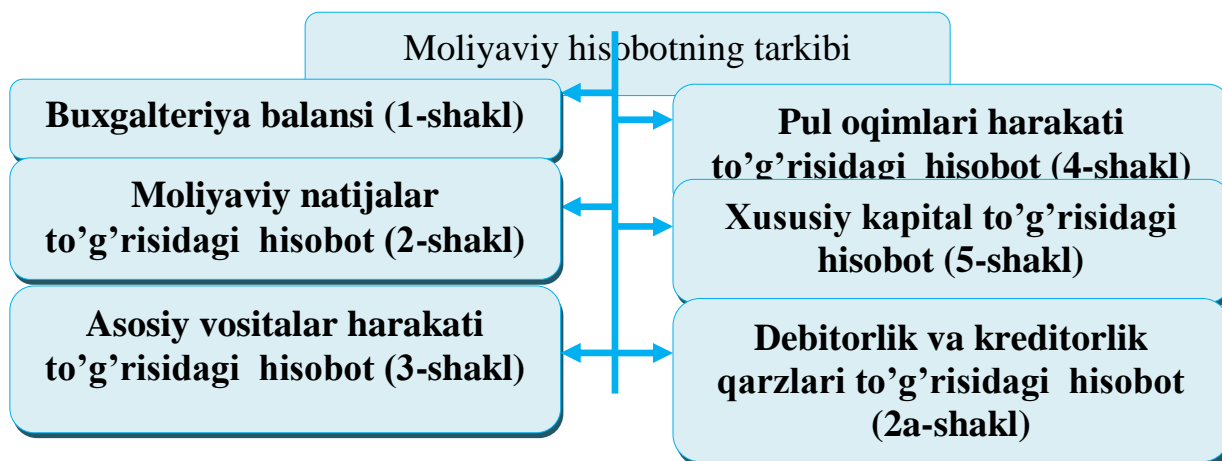 Moliyaviy hisobotning tarkibi
Buxgalteriya balansi (1-shakl)
Moliyaviy natijalar
to’g’risidagi hisobot (2-shakl)
Asosiy vositalar harakati
to’g’risidagi hisobot (3-shakl)
Pul oqimlari harakati
to’g’risidagi hisobot (4-shakl)
Xususiy kapital to’g’risidagi
hisobot (5-shakl)
Debitorlik va kreditorlik
qarzlari to’g’risidagi hisobot
(2a-shakl)